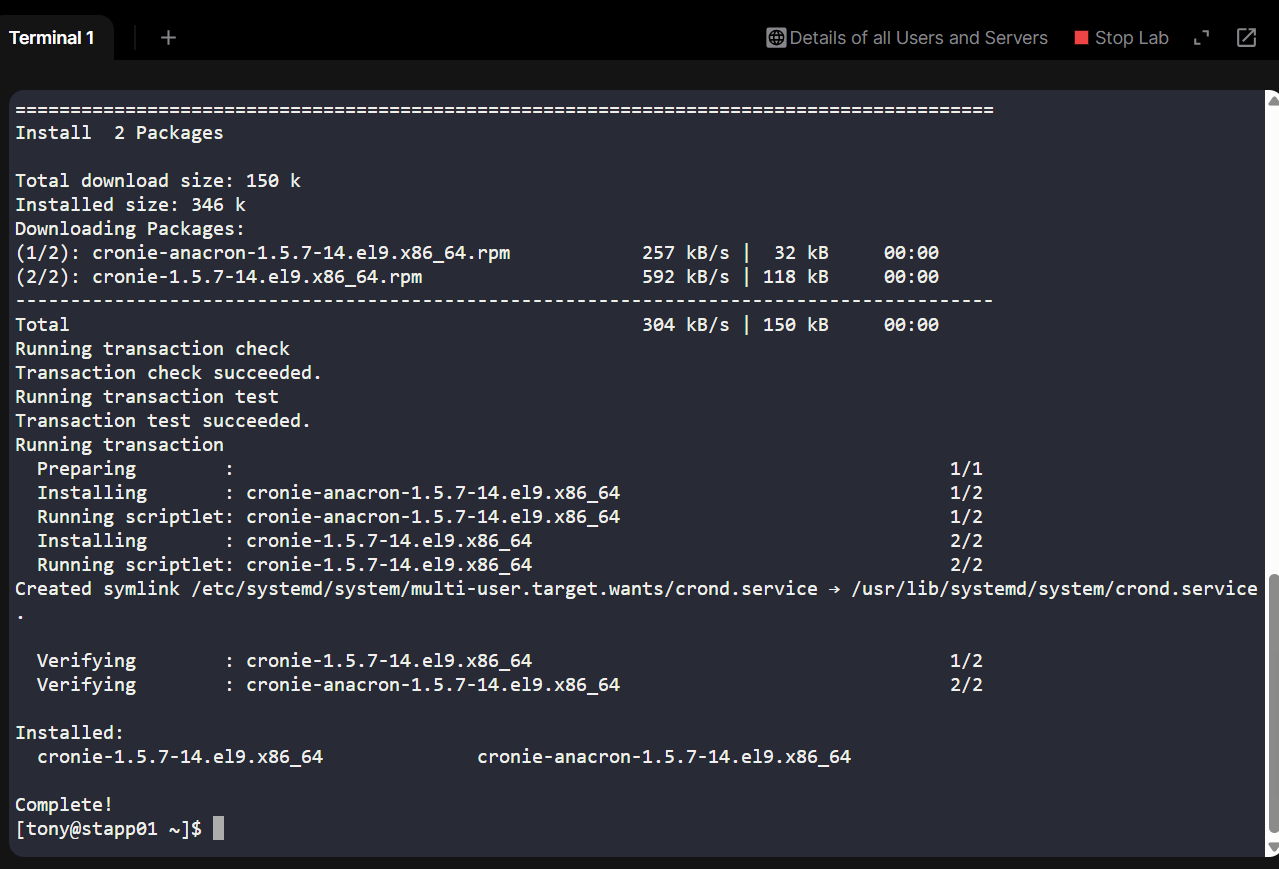 Terminal 1
+
Details of all Users and Servers
Stop Lab
=========================================================================================
Install  2 Packages
Total download size: 150 k
Installed size: 346 k
Downloading Packages:
(1/2): cronie-anacron-1.5.7-14.el9.x86_64.rpm            257 kB/s |  32 kB     00:00
(2/2): cronie-1.5.7-14.el9.x86_64.rpm                    592 kB/s | 118 kB     00:00
-----------------------------------------------------------------------------------------
Total                                                    304 kB/s | 150 kB     00:00
Running transaction check
Transaction check succeeded.
Running transaction test
Transaction test succeeded.
Running transaction
  Preparing        :                                                                 1/1
  Installing       : cronie-anacron-1.5.7-14.el9.x86_64                              1/2
  Running scriptlet: cronie-anacron-1.5.7-14.el9.x86_64                              1/2
  Installing       : cronie-1.5.7-14.el9.x86_64                                      2/2
  Running scriptlet: cronie-1.5.7-14.el9.x86_64                                      2/2
Created symlink /etc/systemd/system/multi-user.target.wants/crond.service → /usr/lib/systemd/system/crond.service
.
  Verifying        : cronie-1.5.7-14.el9.x86_64                                      1/2
  Verifying        : cronie-anacron-1.5.7-14.el9.x86_64                              2/2
Installed:
  cronie-1.5.7-14.el9.x86_64              cronie-anacron-1.5.7-14.el9.x86_64
Complete!
[tony@stapp01 ~]$